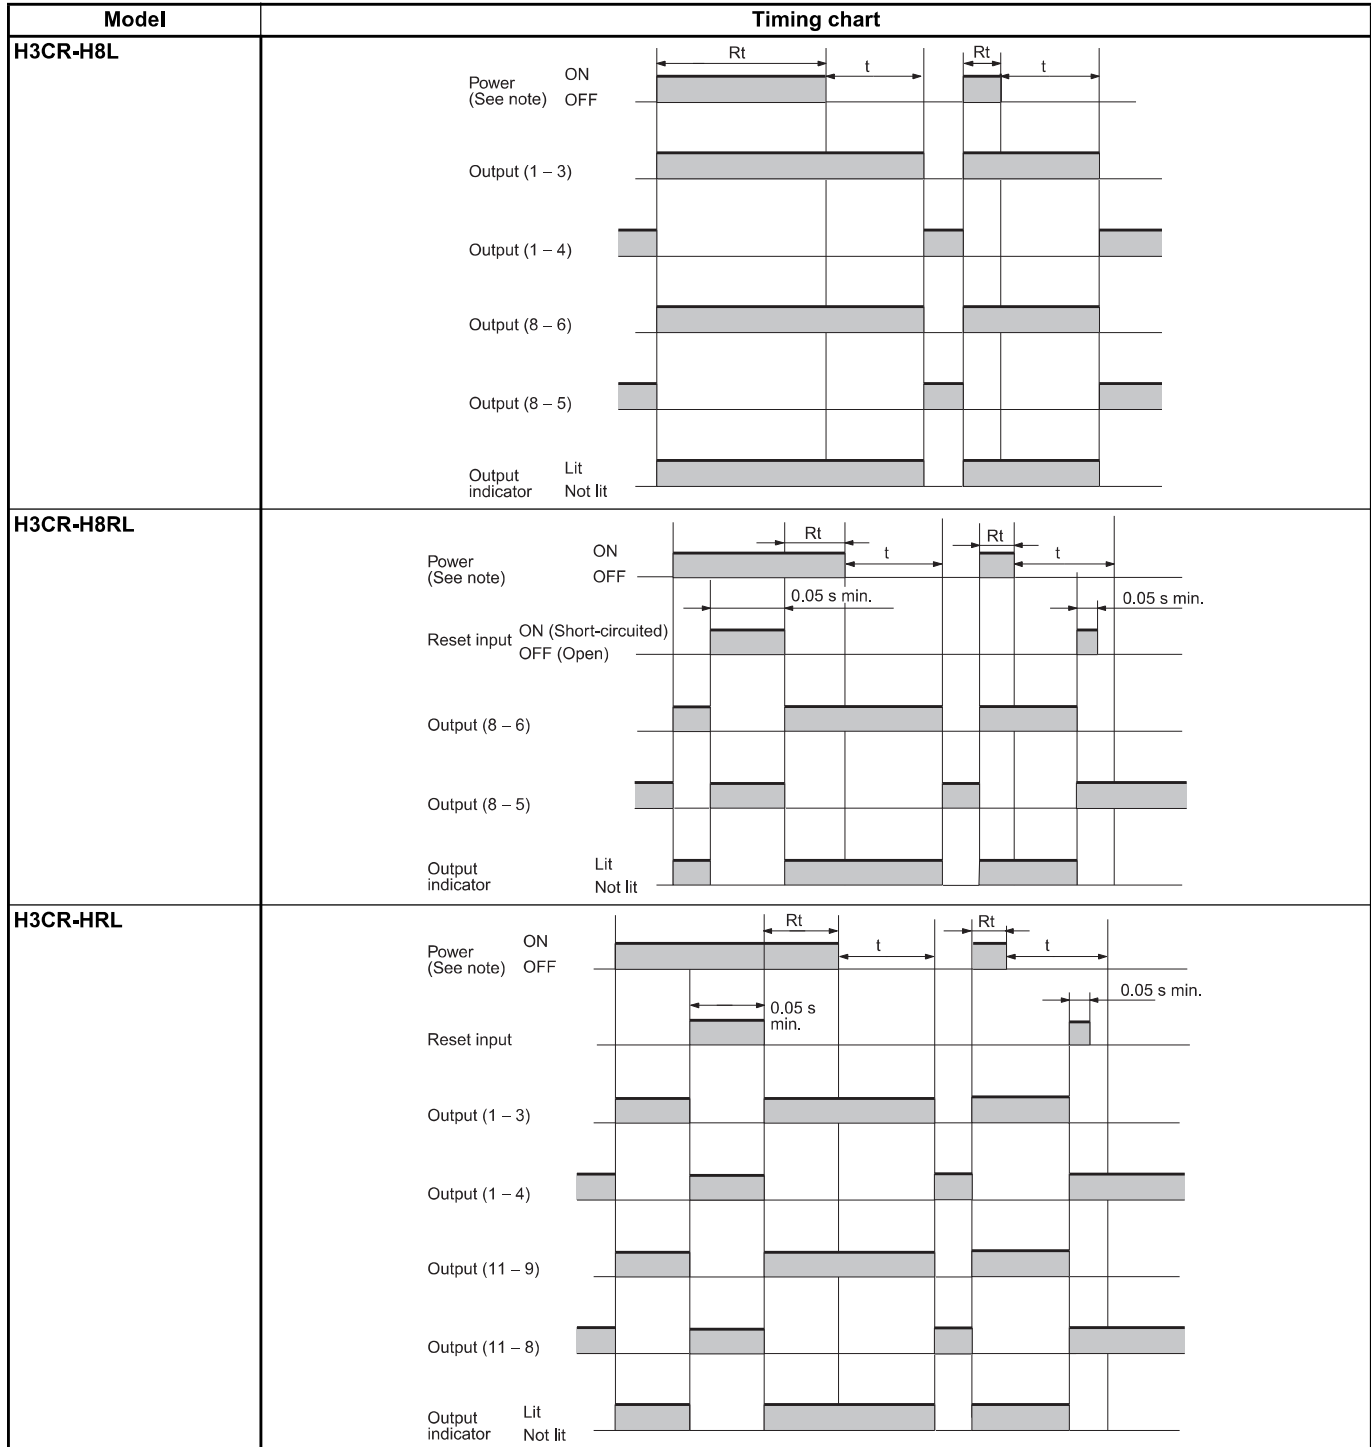 Model
Timing chart
H3CR-H8L
Rt
t
Rt
t
Power
(See note)
ON
OFF
Output (1 – 3)
Output (1 – 4)
Output (8 – 6)
Output (8 – 5)
Output
indicator
Lit
Not lit
H3CR-H8RL
Rt
t
Rt
t
Power
(See note)
ON
OFF
0.05 s min.
0.05 s min.
Reset input
ON (Short-circuited)
OFF (Open)
Output (8 – 6)
Output (8 – 5)
Output
indicator
Lit
Not lit
H3CR-HRL
Rt
t
Rt
t
Power
(See note)
ON
OFF
0.05 s
min.
0.05 s min.
Reset input
Output (1 – 3)
Output (1 – 4)
Output (11 – 9)
Output (11 – 8)
Output
indicator
Lit
Not lit